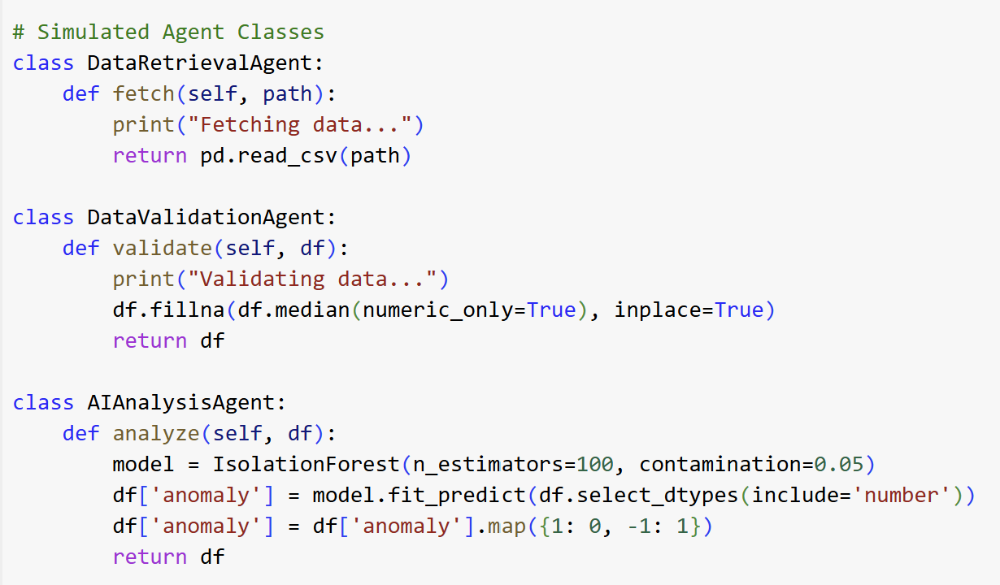 # Simulated Agent Classes
class DataRetrievalAgent:
    def fetch(self, path):
        print("Fetching data...")
        return pd.read_csv(path)

class DataValidationAgent:
    def validate(self, df):
        print("Validating data...")
        df.fillna(df.median(numeric_only=True), inplace=True)
        return df

class AIAnalysisAgent:
    def analyze(self, df):
        model = IsolationForest(n_estimators=100, contamination=0.05)
        df['anomaly'] = model.fit_predict(df.select_dtypes(include='number'))
        df['anomaly'] = df['anomaly'].map({1: 0, -1: 1})
        return df